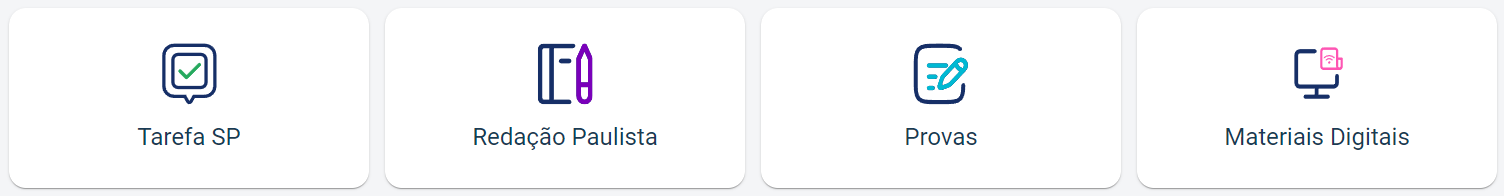 Tarefa SP
Redação Paulista
Provas
Materiais Digitais